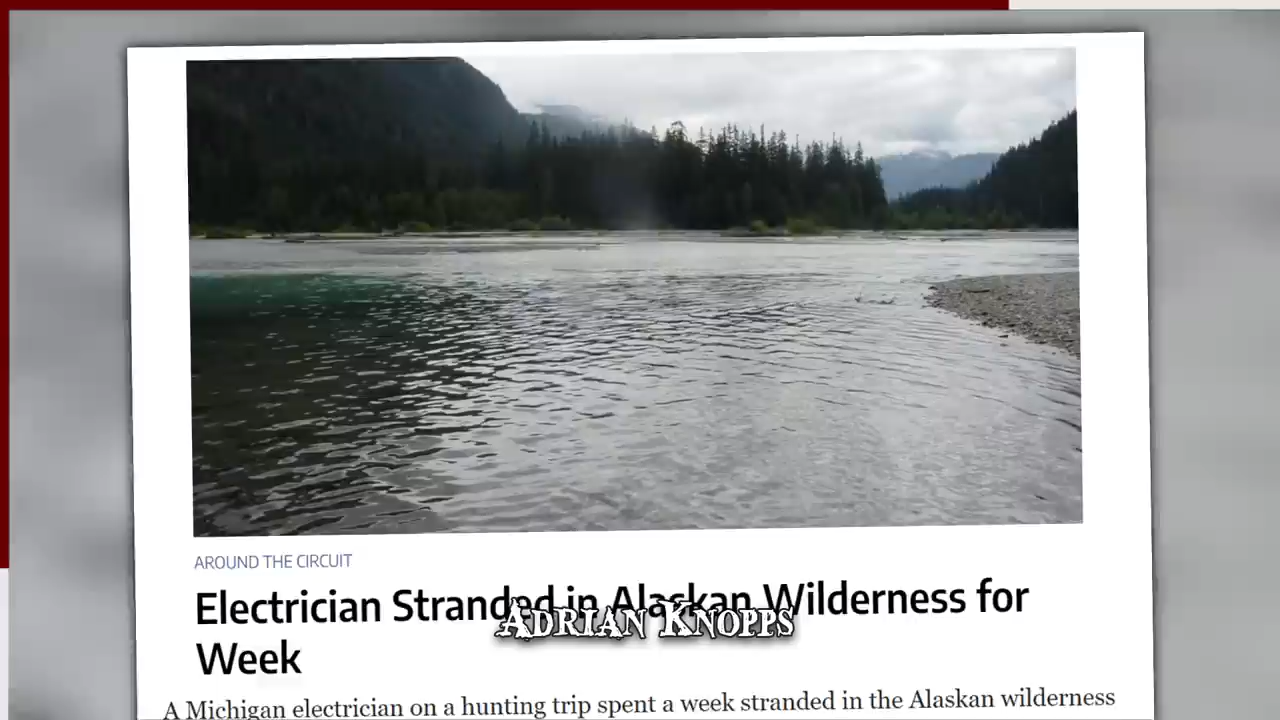 AROUND THE CIRCUIT
Electrician Stranded in Alaskan Wilderness for
Adrian Knopps
Week
A Michigan electrician on a hunting trip spent a week stranded in the Alaskan wilderness